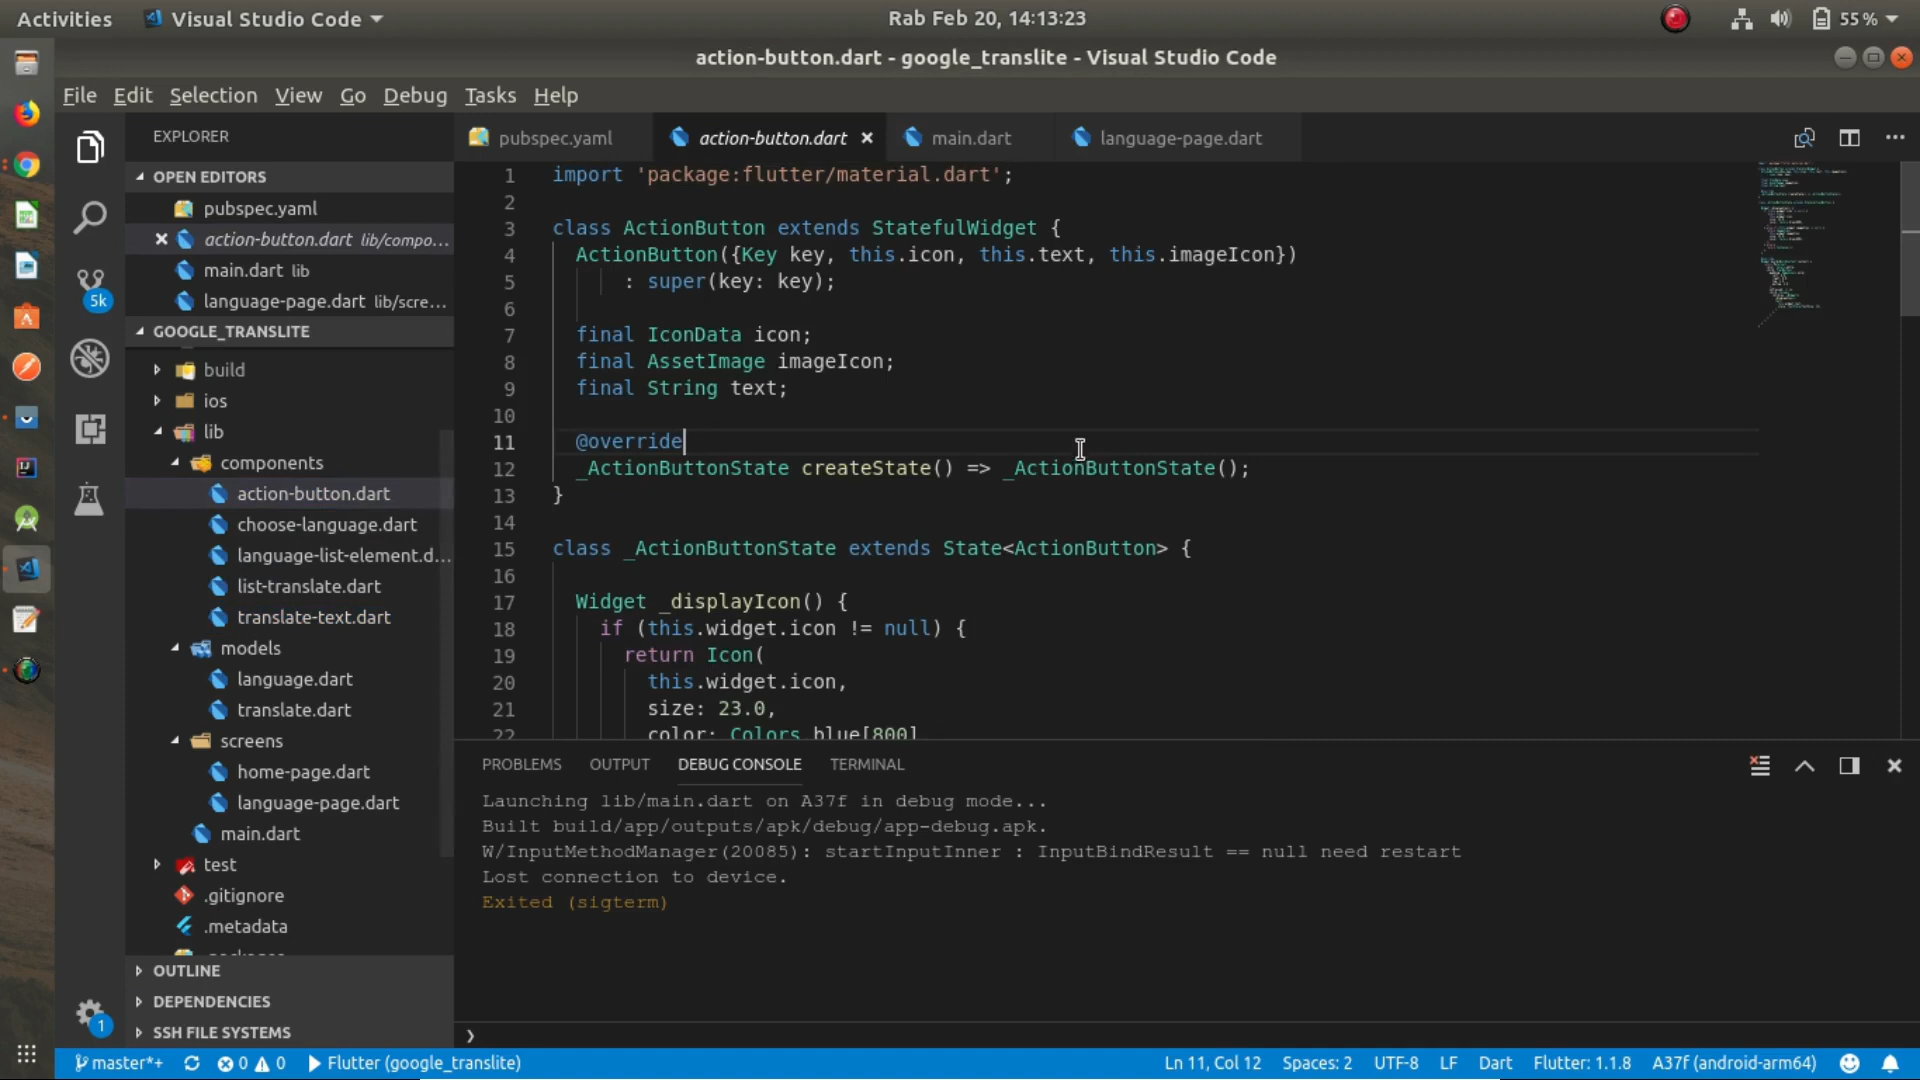 Activities
Visual Studio Code
Rab Feb 20, 14:13:23
55 %
action-button.dart - google_translite - Visual Studio Code
File Edit Selection View Go Debug Tasks Help
EXPLORER
OPEN EDITORS
pubspec.yaml
action-button.dart lib/compo...
main.dart lib
language-page.dart lib/scre...
GOOGLE_TRANSLITE
build
ios
lib
components
action-button.dart
choose-language.dart
language-list-element.d...
list-translate.dart
translate-text.dart
models
language.dart
translate.dart
screens
home-page.dart
language-page.dart
main.dart
test
.gitignore
.metadata
OUTLINE
DEPENDENCIES
SSH FILE SYSTEMS
5k
1
pubspec.yaml
action-button.dart
main.dart
language-page.dart
1 import 'package:flutter/material.dart';
2
3 class ActionButton extends StatefulWidget {
4 ActionButton({Key key, this.icon, this.text, this.imageIcon})
5 : super(key: key);
6
7 final IconData icon;
8 final AssetImage imageIcon;
9 final String text;
10
11 @override
12 _ActionButtonState createState() => _ActionButtonState();
13 }
14
15 class _ActionButtonState extends State<ActionButton> {
16
17 Widget _displayIcon() {
18 if (this.widget.icon != null) {
19 return Icon(
20 this.widget.icon,
21 size: 23.0,
22 color: Colors.blue[800],
PROBLEMS OUTPUT DEBUG CONSOLE TERMINAL
Launching lib/main.dart on A37f in debug mode...
Built build/app/outputs/apk/debug/app-debug.apk.
W/InputMethodManager(20085): startInputInner : InputBindResult == null need restart
Lost connection to device.
Exited (sigterm)
master*+ 0 0 Flutter (google_translite) Ln 11, Col 12 Spaces: 2 UTF-8 LF Dart Flutter: 1.1.8 A37f (android-arm64)